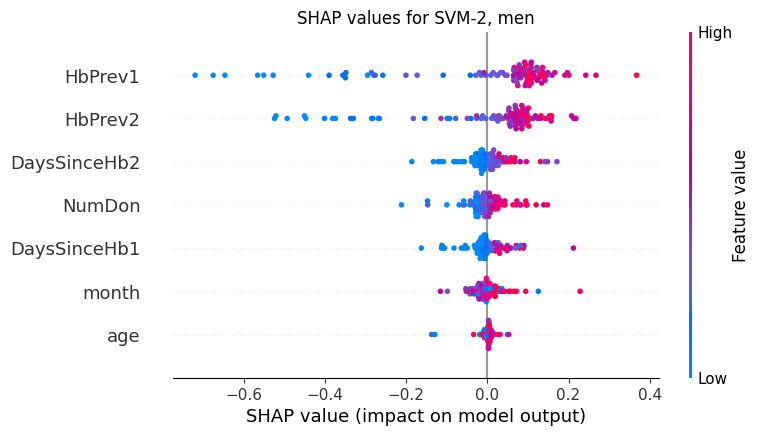 SHAP values for SVM-2, men
High
HbPrev1
HbPrev2
DaysSinceHb2
NumDon
DaysSinceHb1
month
age
Feature value
Low
−0.6 −0.4 −0.2 0.0 0.2 0.4
SHAP value (impact on model output)